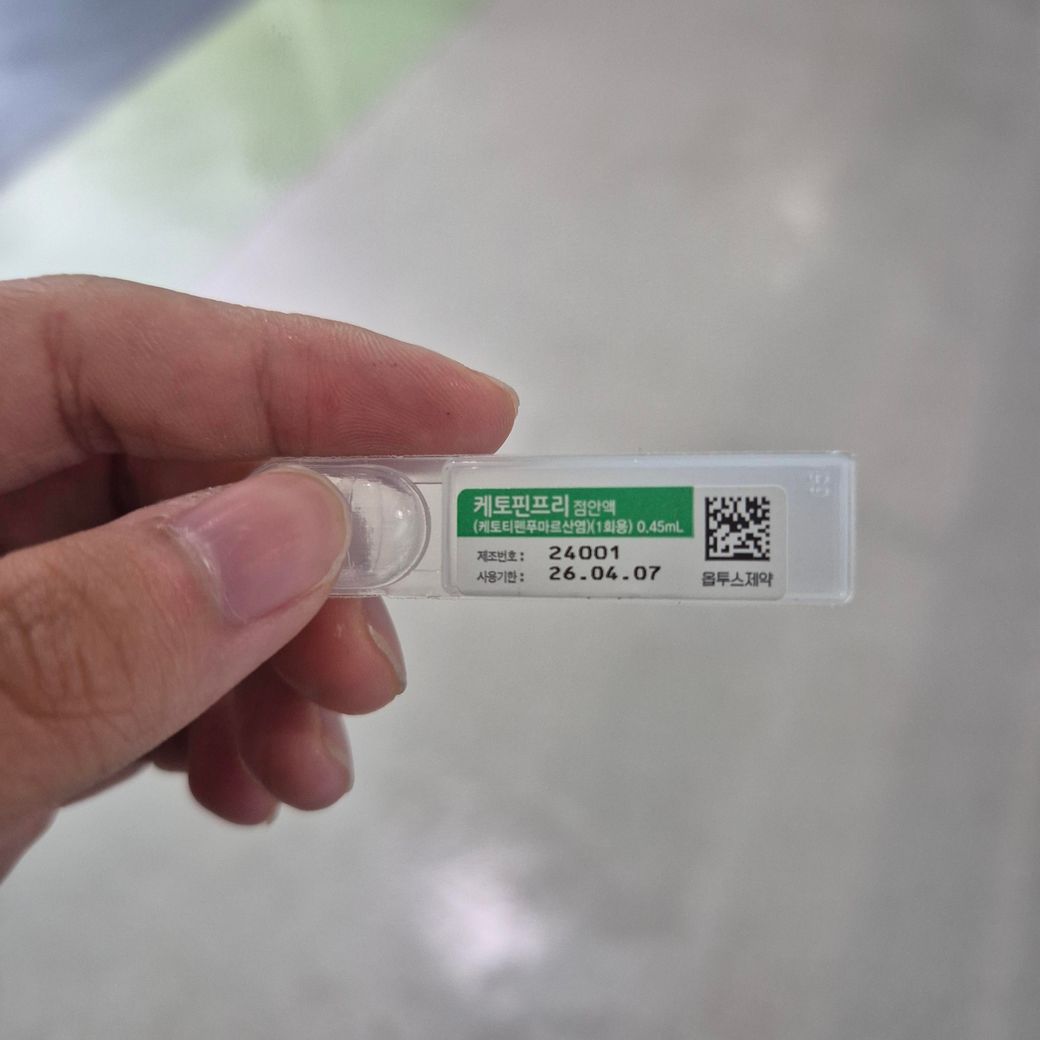 케토핀프리 점안액
(케토티펜푸마르산염)(1회용) 0.45mL
제조번호 : 24001
사용기한 : 26.04.07
옵투스제약